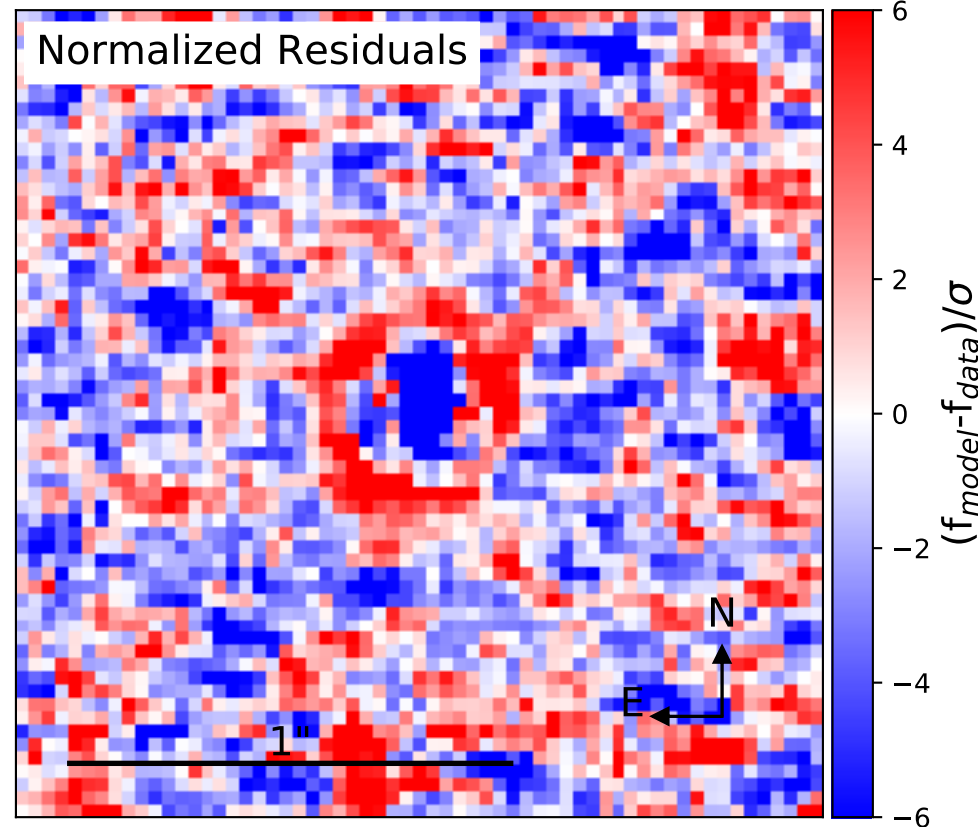 Normalized Residuals
6
4
2
0
−2
−4
−6
(f_model-f_data)/σ
N
E
1"